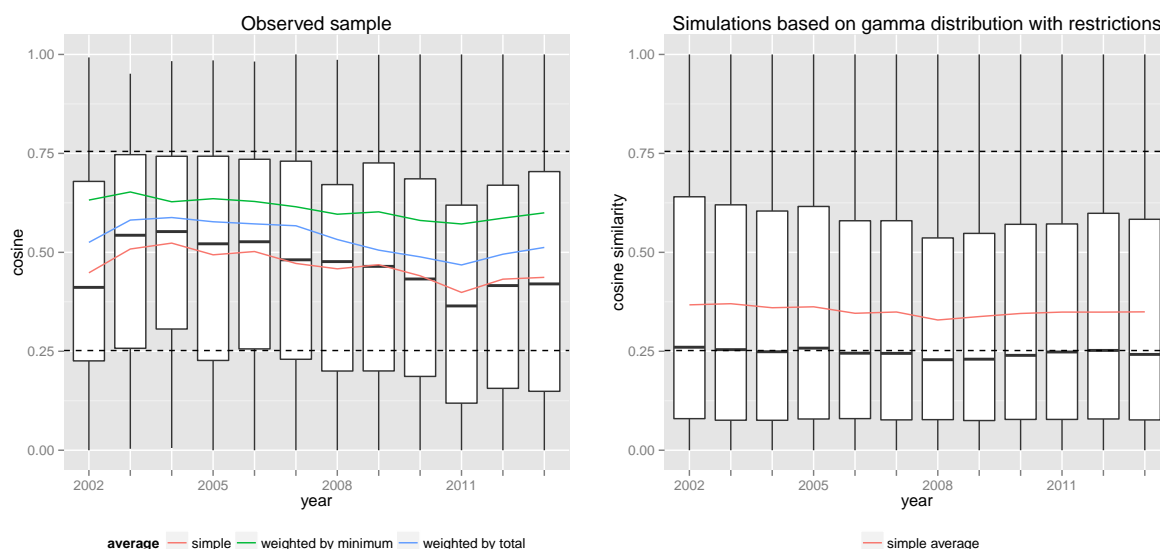 Observed sample
1.00
0.75
0.50
0.25
0.00
cosine
2002
2005
2008
2011
year
average simple weighted by minimum weighted by total
Simulations based on gamma distribution with restrictions
1.00
0.75
0.50
0.25
0.00
cosine similarity
2002
2005
2008
2011
year
simple average